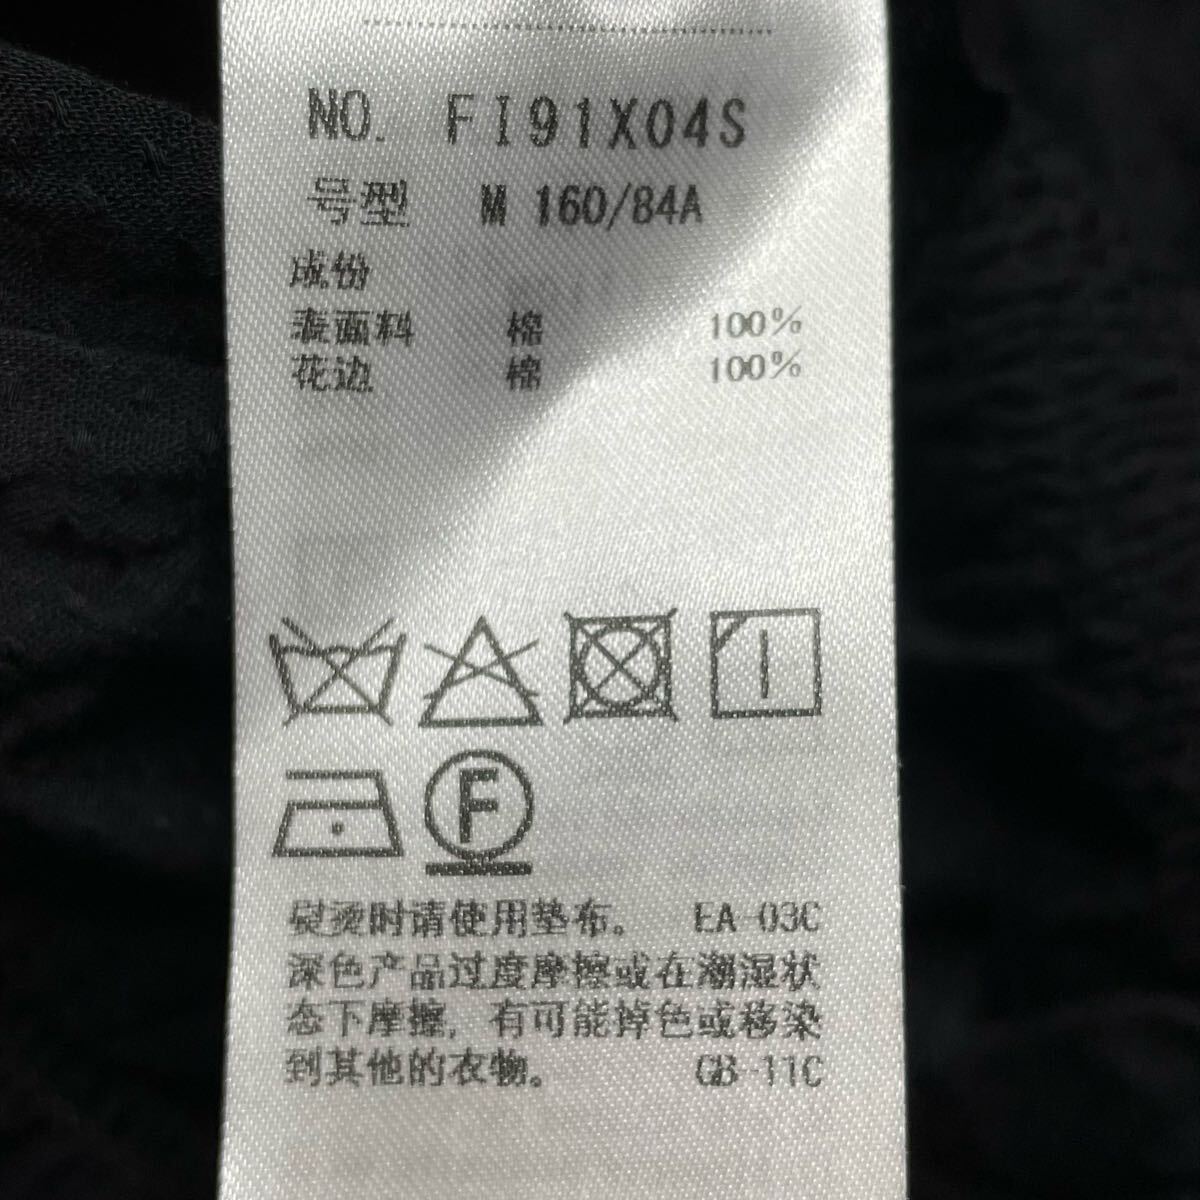 NO. FI91X04S
号型 M 160/84A
成份
表面料 棉 100%
花边 棉 100%
F
熨烫时请使用垫布。 EA-03C
深色产品过度摩擦或在潮湿状
态下摩擦，有可能掉色或移染
到其他的衣物。 GB-11C